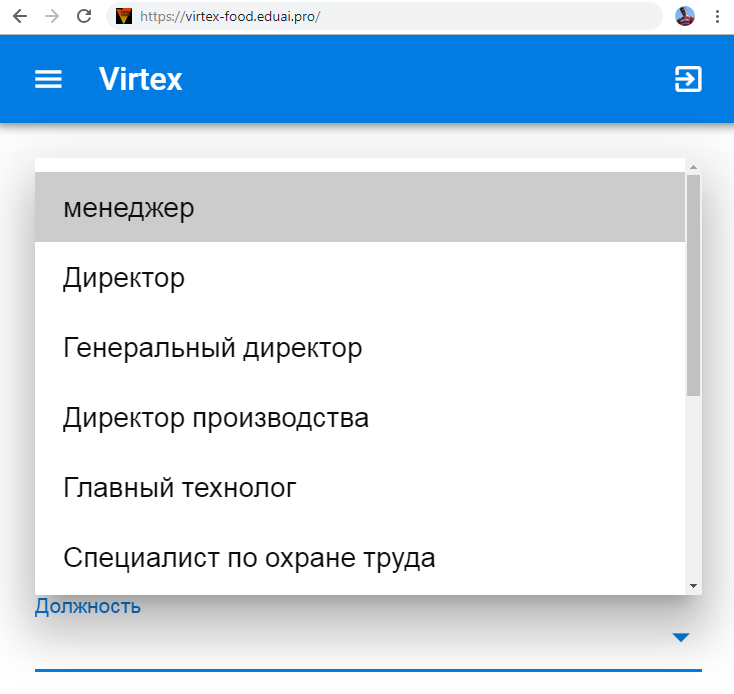 https://virtex-food.eduai.pro/
Virtex
менеджер
Директор
Генеральный директор
Директор производства
Главный технолог
Специалист по охране труда
Должность